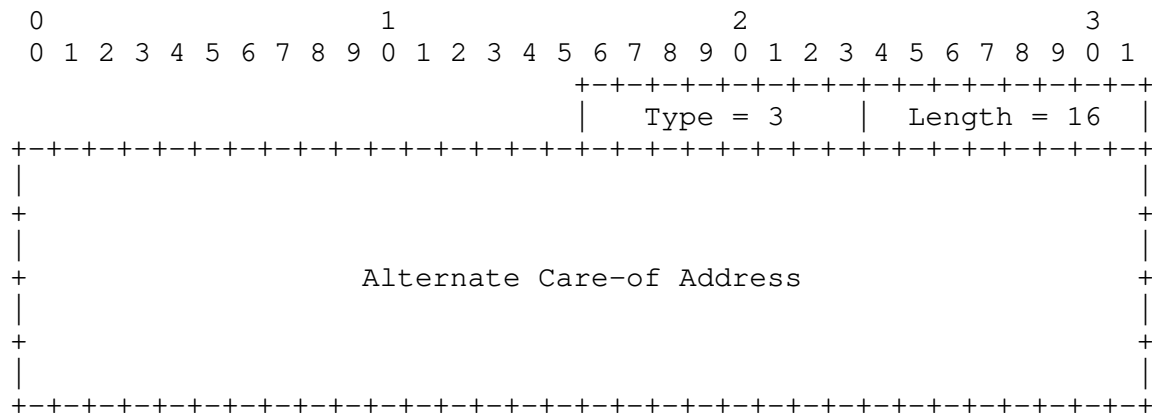 0                   1                   2                   3
 0 1 2 3 4 5 6 7 8 9 0 1 2 3 4 5 6 7 8 9 0 1 2 3 4 5 6 7 8 9 0 1
                                +-+-+-+-+-+-+-+-+-+-+-+-+-+-+-+-+
                                |   Type = 3    |  Length = 16  |
+-+-+-+-+-+-+-+-+-+-+-+-+-+-+-+-+-+-+-+-+-+-+-+-+-+-+-+-+-+-+-+-+
|                                                               |
+                                                               +
|                                                               |
+                   Alternate Care-of Address                   +
|                                                               |
+                                                               +
|                                                               |
+-+-+-+-+-+-+-+-+-+-+-+-+-+-+-+-+-+-+-+-+-+-+-+-+-+-+-+-+-+-+-+-+